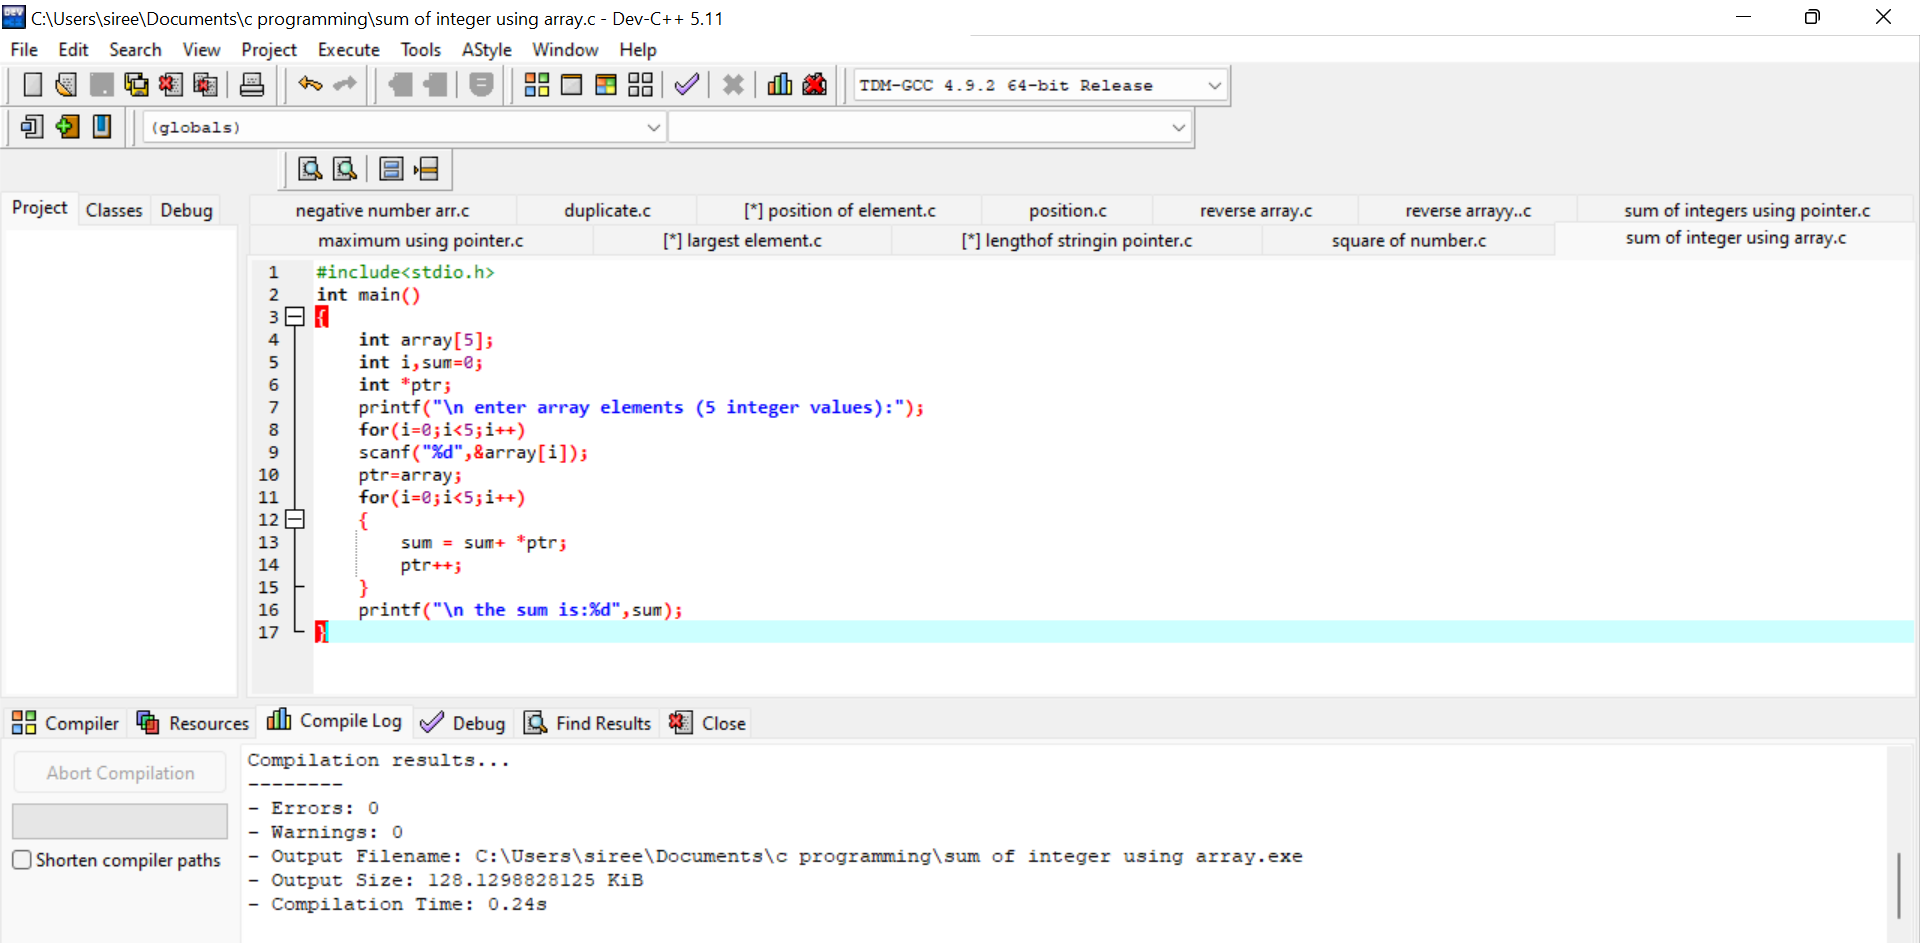 C:\Users\siree\Documents\c programming\sum of integer using array.c - Dev-C++ 5.11
File Edit Search View Project Execute Tools AStyle Window Help
TDM-GCC 4.9.2 64-bit Release
(globals)
Project Classes Debug
negative number arr.c duplicate.c [*] position of element.c position.c reverse array.c reverse arrayy..c sum of integers using pointer.c
maximum using pointer.c [*] largest element.c [*] lengthof stringin pointer.c square of number.c sum of integer using array.c
1 #include<stdio.h>
2 int main()
3 {
4 int array[5];
5 int i,sum=0;
6 int *ptr;
7 printf("\n enter array elements (5 integer values):");
8 for(i=0;i<5;i++)
9 scanf("%d",&array[i]);
10 ptr=array;
11 for(i=0;i<5;i++)
12 {
13 sum = sum+ *ptr;
14 ptr++;
15 }
16 printf("\n the sum is:%d",sum);
17 }
Compiler Resources Compile Log Debug Find Results Close
Abort Compilation
Shorten compiler paths
Compilation results...
--------
- Errors: 0
- Warnings: 0
- Output Filename: C:\Users\siree\Documents\c programming\sum of integer using array.exe
- Output Size: 128.1298828125 KiB
- Compilation Time: 0.24s